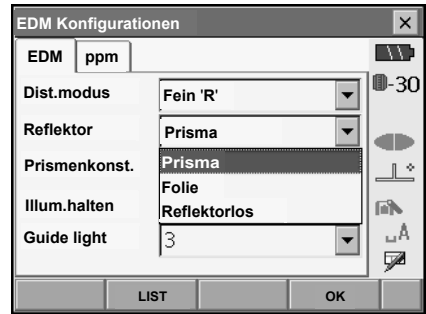 EDM Konfigurationen
EDM ppm
-30
Dist.modus Fein 'R'
Reflektor Prisma
Prismenkonst. Prisma
Folie
Illum.halten Reflektorlos
Guide light 3
A
LIST OK